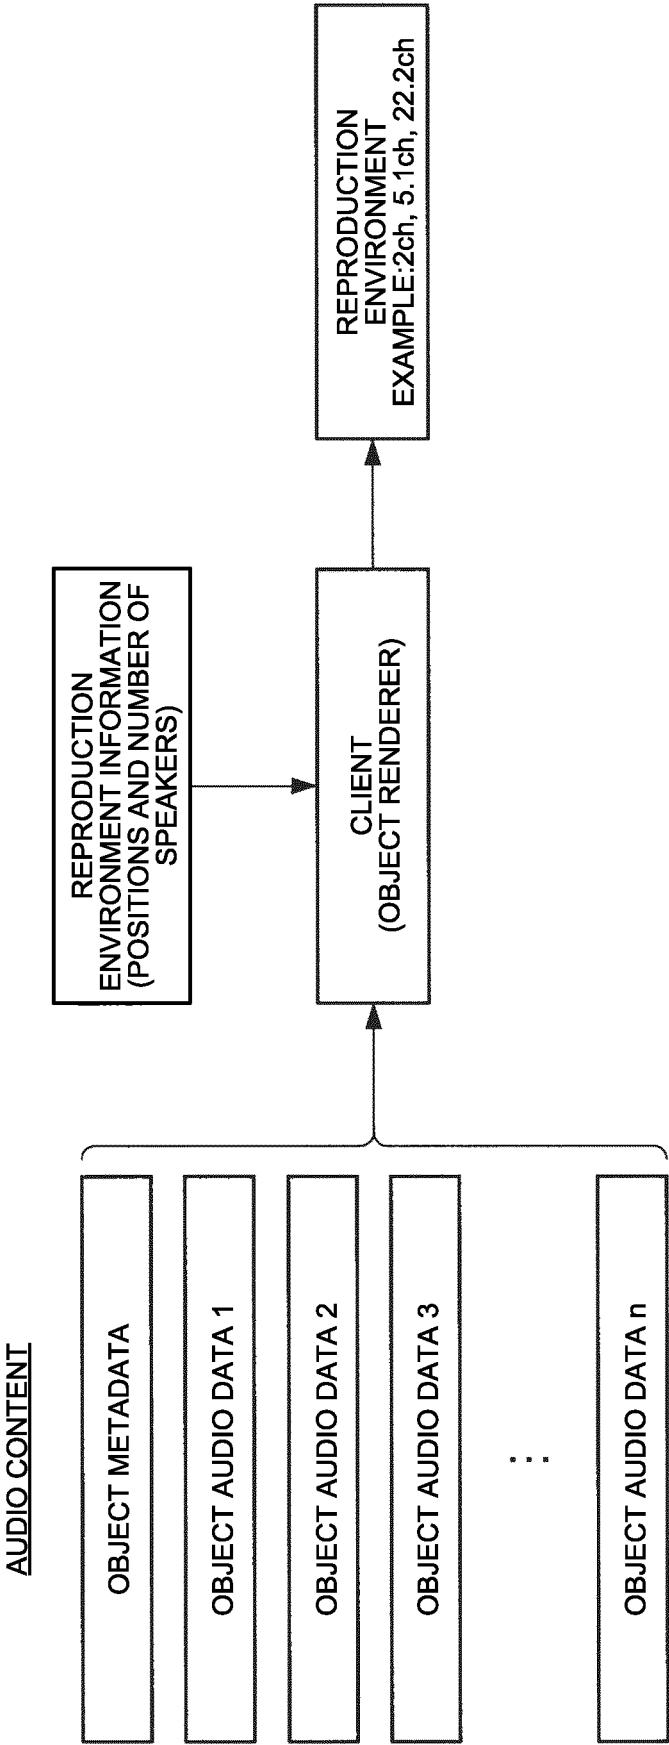 AUDIO CONTENT
OBJECT METADATA
OBJECT AUDIO DATA 1
OBJECT AUDIO DATA 2
OBJECT AUDIO DATA 3
...
OBJECT AUDIO DATA n
REPRODUCTION
ENVIRONMENT INFORMATION
(POSITIONS AND NUMBER OF
SPEAKERS)
CLIENT
(OBJECT RENDERER)
REPRODUCTION
ENVIRONMENT
EXAMPLE:2ch, 5.1ch, 22.2ch